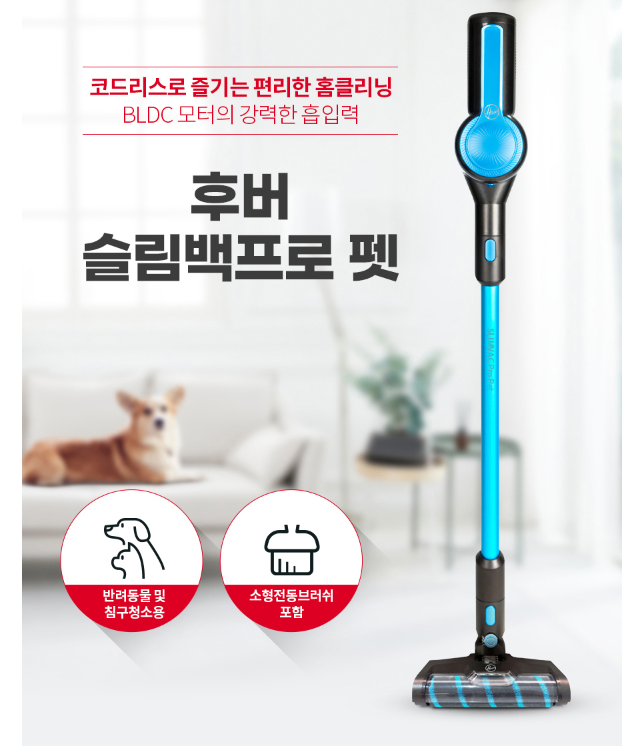 코드리스로 즐기는 편리한 홈클리닝
BLDC 모터의 강력한 흡입력
후버
슬림백프로 펫
반려동물 및
침구청소용
소형전동브러쉬
포함